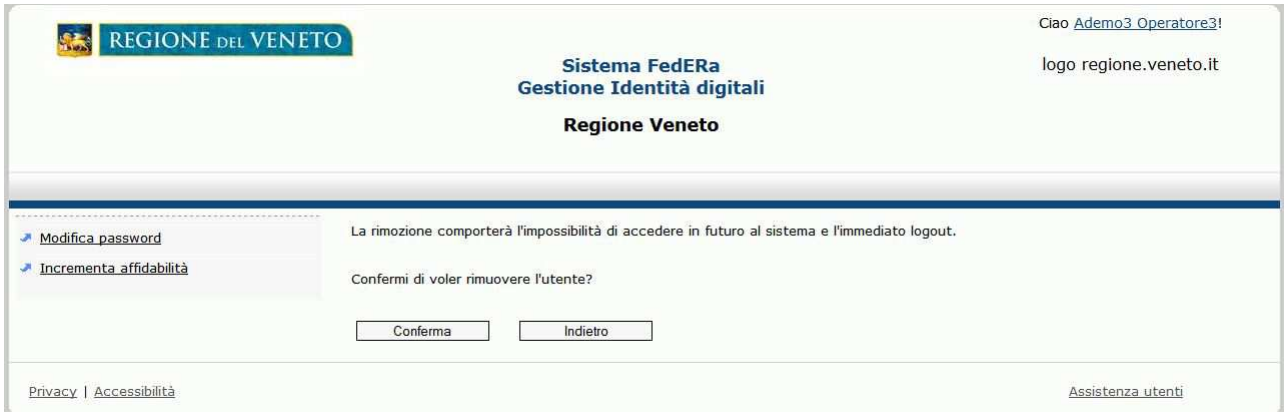 REGIONE DEL VENETO
Ciao Ademo3 Operatore3!
logo regione.veneto.it
Sistema FedERa
Gestione Identità digitali
Regione Veneto
Modifica password
Incrementa affidabilità
La rimozione comporterà l'impossibilità di accedere in futuro al sistema e l'immediato logout.
Confermi di voler rimuovere l'utente?
Conferma Indietro
Privacy | Accessibilità Assistenza utenti